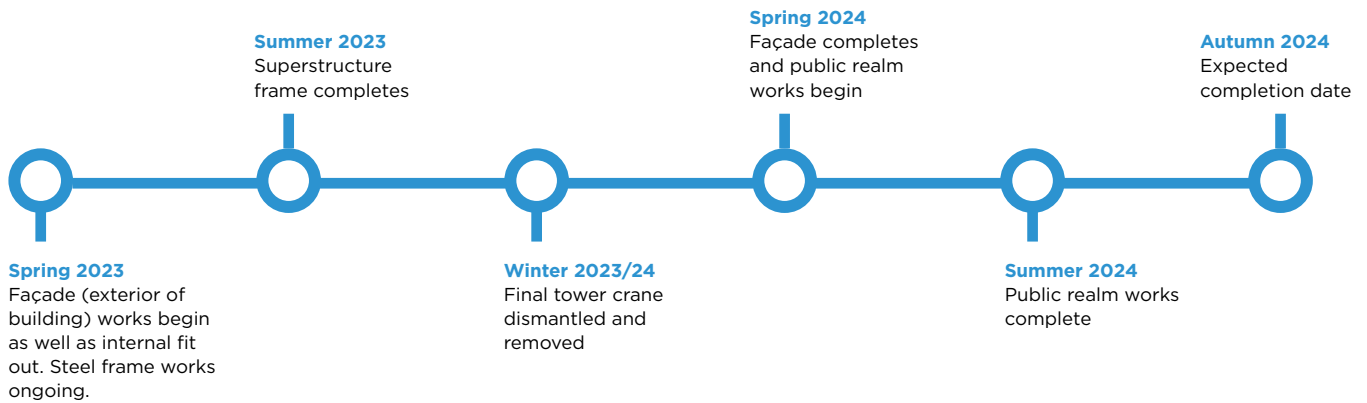 Spring 2023
Façade (exterior of
building) works begin
as well as internal fit
out. Steel frame works
ongoing.
Summer 2023
Superstructure
frame completes
Winter 2023/24
Final tower crane
dismantled and
removed
Spring 2024
Façade completes
and public realm
works begin
Summer 2024
Public realm works
complete
Autumn 2024
Expected
completion date